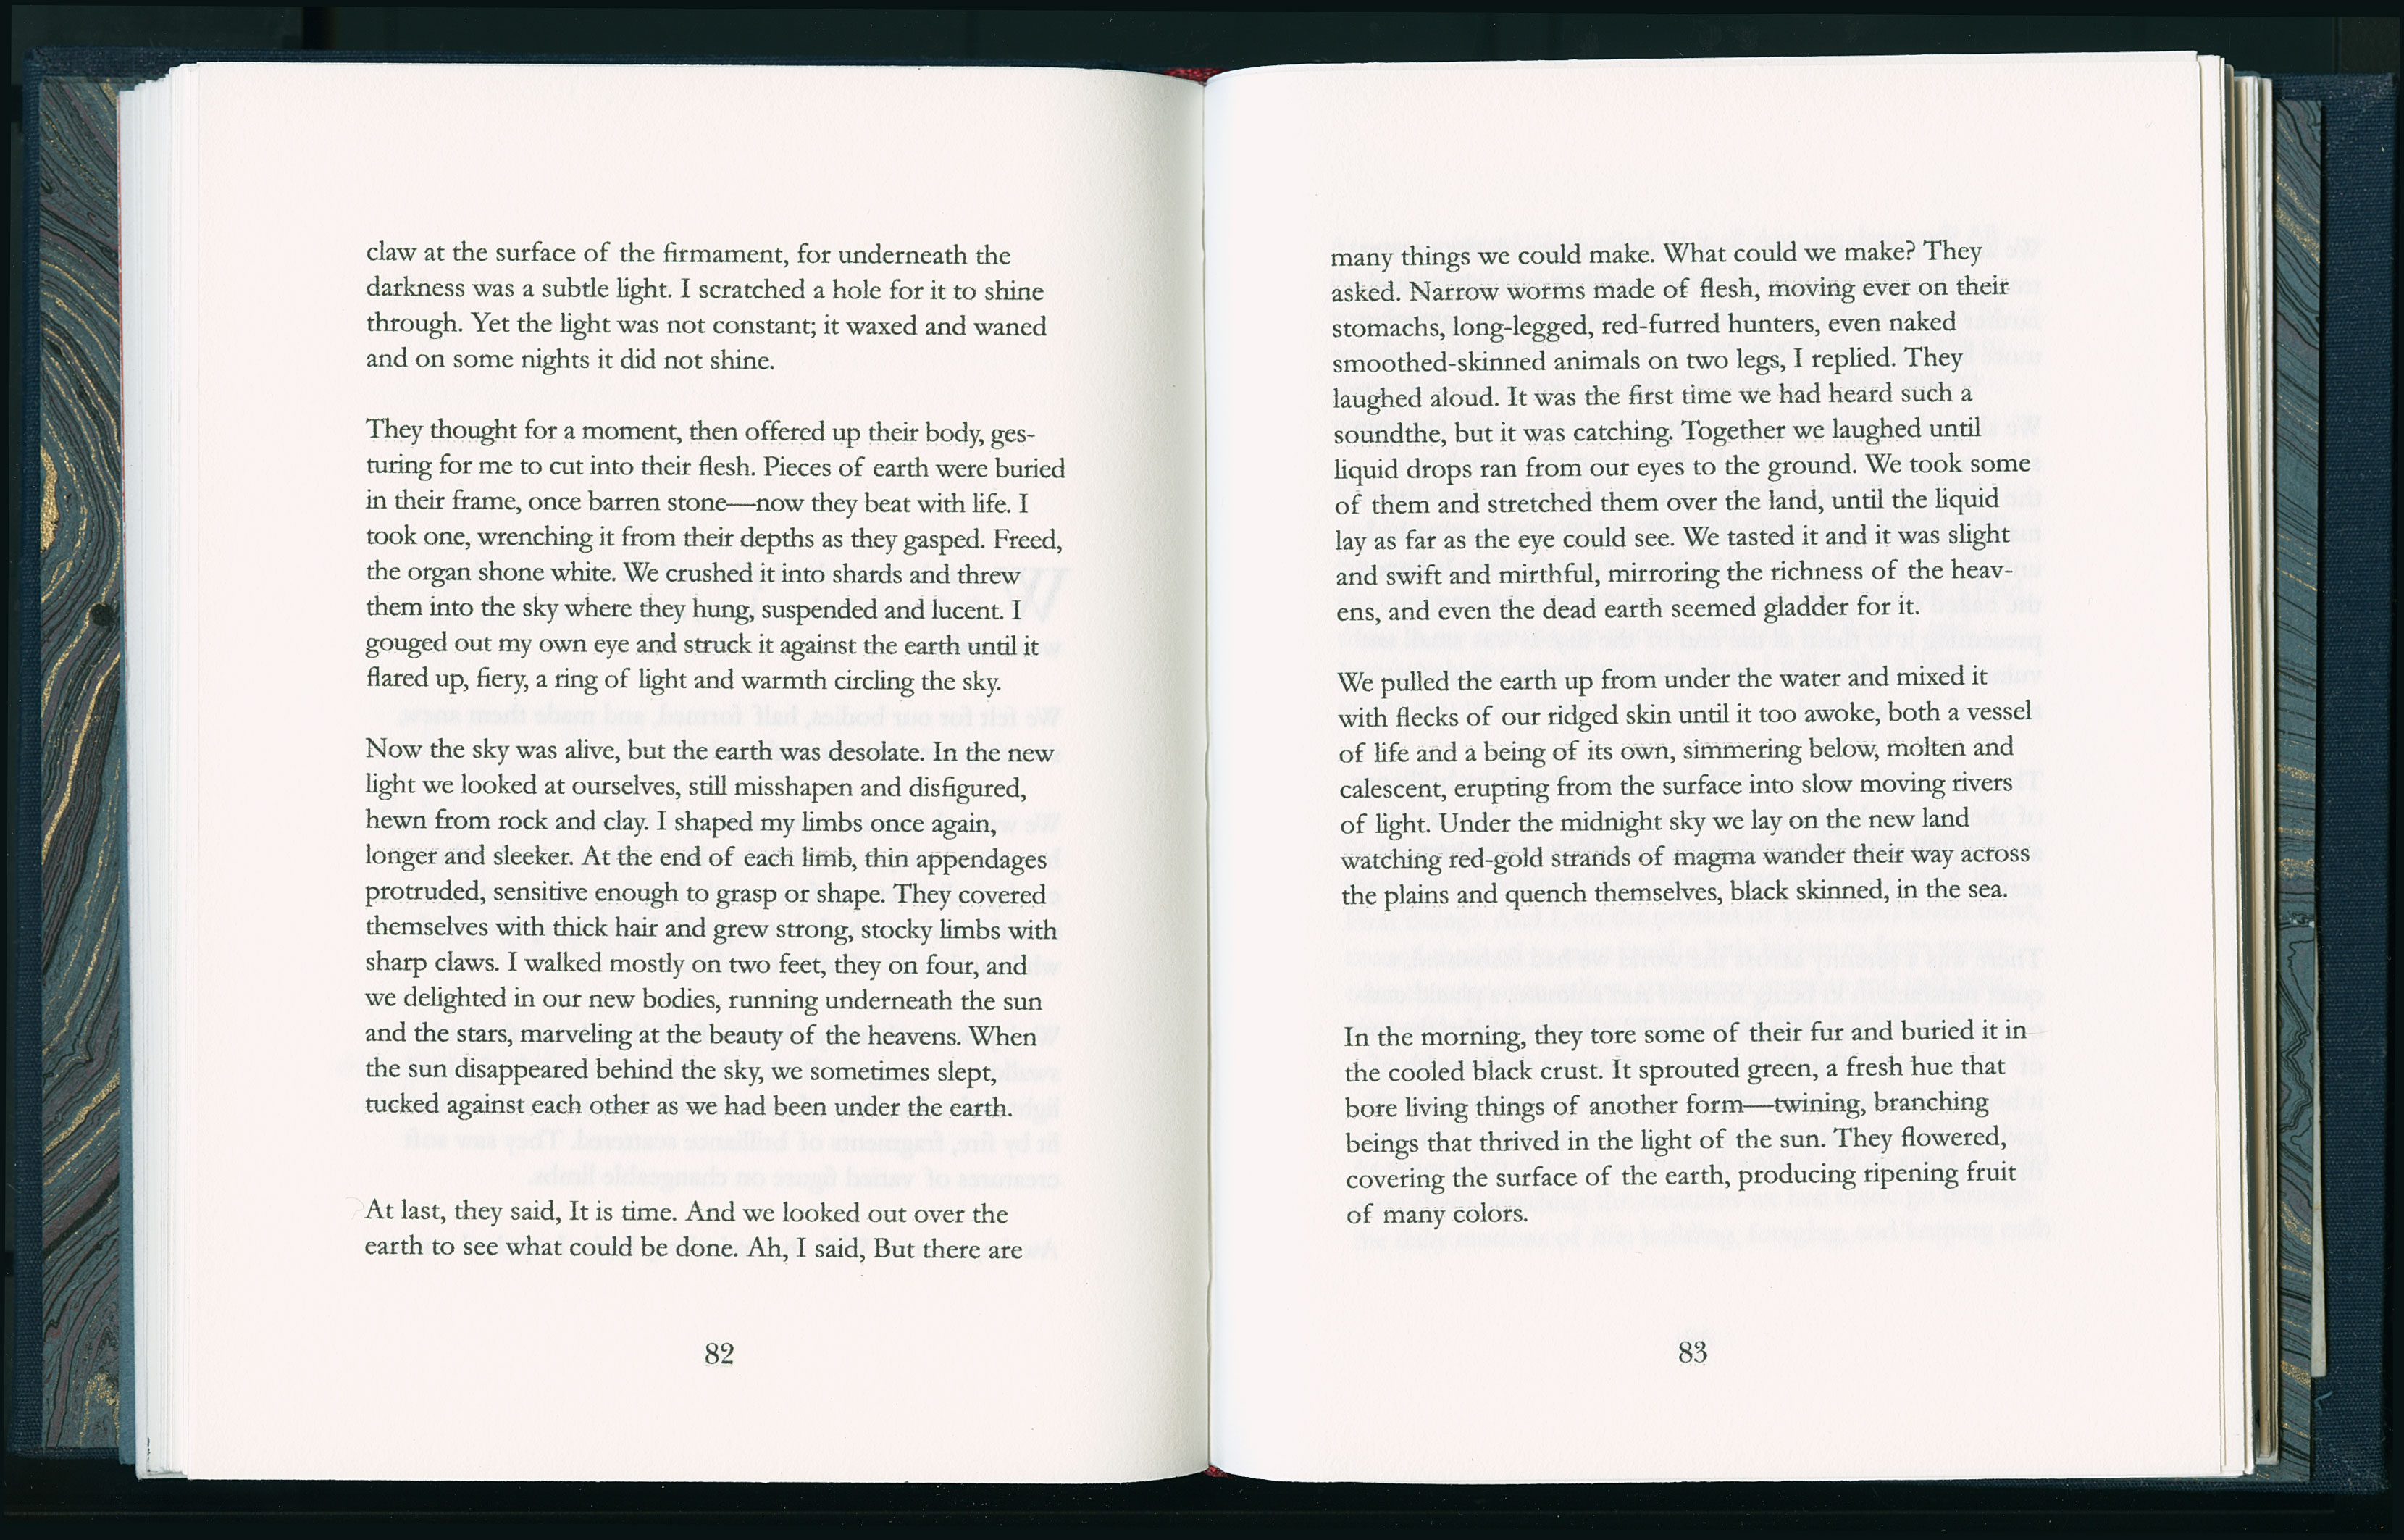 claw at the surface of the firmament, for underneath the
darkness was a subtle light. I scratched a hole for it to shine
through. Yet the light was not constant; it waxed and waned
and on some nights it did not shine.
They thought for a moment, then offered up their body, ges-
turing for me to cut into their flesh. Pieces of earth were buried
in their frame, once barren stone—now they beat with life. I
took one, wrenching it from their depths as they gasped. Freed,
the organ shone white. We crushed it into shards and threw
them into the sky where they hung, suspended and lucent. I
gouged out my own eye and struck it against the earth until it
flared up, fiery, a ring of light and warmth circling the sky.
Now the sky was alive, but the earth was desolate. In the new
light we looked at ourselves, still misshapen and disfigured,
hewn from rock and clay. I shaped my limbs once again,
longer and sleeker. At the end of each limb, thin appendages
protruded, sensitive enough to grasp or shape. They covered
themselves with thick hair and grew strong, stocky limbs with
sharp claws. I walked mostly on two feet, they on four, and
we delighted in our new bodies, running underneath the sun
and the stars, marveling at the beauty of the heavens. When
the sun disappeared behind the sky, we sometimes slept,
tucked against each other as we had been under the earth.
At last, they said, It is time. And we looked out over the
earth to see what could be done. Ah, I said, But there are
82
many things we could make. What could we make? They
asked. Narrow worms made of flesh, moving ever on their
stomachs, long-legged, red-furred hunters, even naked
smoothed-skinned animals on two legs, I replied. They
laughed aloud. It was the first time we had heard such a
soundthe, but it was catching. Together we laughed until
liquid drops ran from our eyes to the ground. We took some
of them and stretched them over the land, until the liquid
lay as far as the eye could see. We tasted it and it was slight
and swift and mirthful, mirroring the richness of the heav-
ens, and even the dead earth seemed gladder for it.
We pulled the earth up from under the water and mixed it
with flecks of our ridged skin until it too awoke, both a vessel
of life and a being of its own, simmering below, molten and
calescent, erupting from the surface into slow moving rivers
of light. Under the midnight sky we lay on the new land
watching red-gold strands of magma wander their way across
the plains and quench themselves, black skinned, in the sea.
In the morning, they tore some of their fur and buried it in
the cooled black crust. It sprouted green, a fresh hue that
bore living things of another form—twining, branching
beings that thrived in the light of the sun. They flowered,
covering the surface of the earth, producing ripening fruit
of many colors.
83